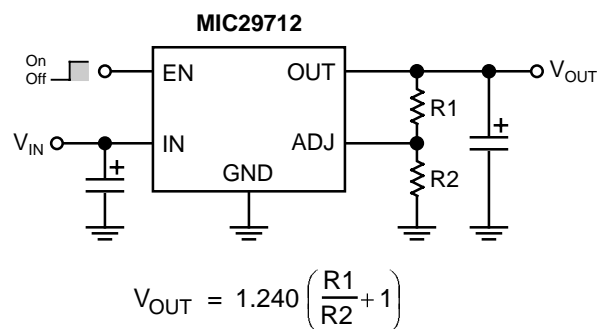 MIC29712
On
Off
EN
OUT
V_OUT
R1
+
V_IN
IN
ADJ
+
R2
GND
V_OUT = 1.240 (R1/R2 + 1)